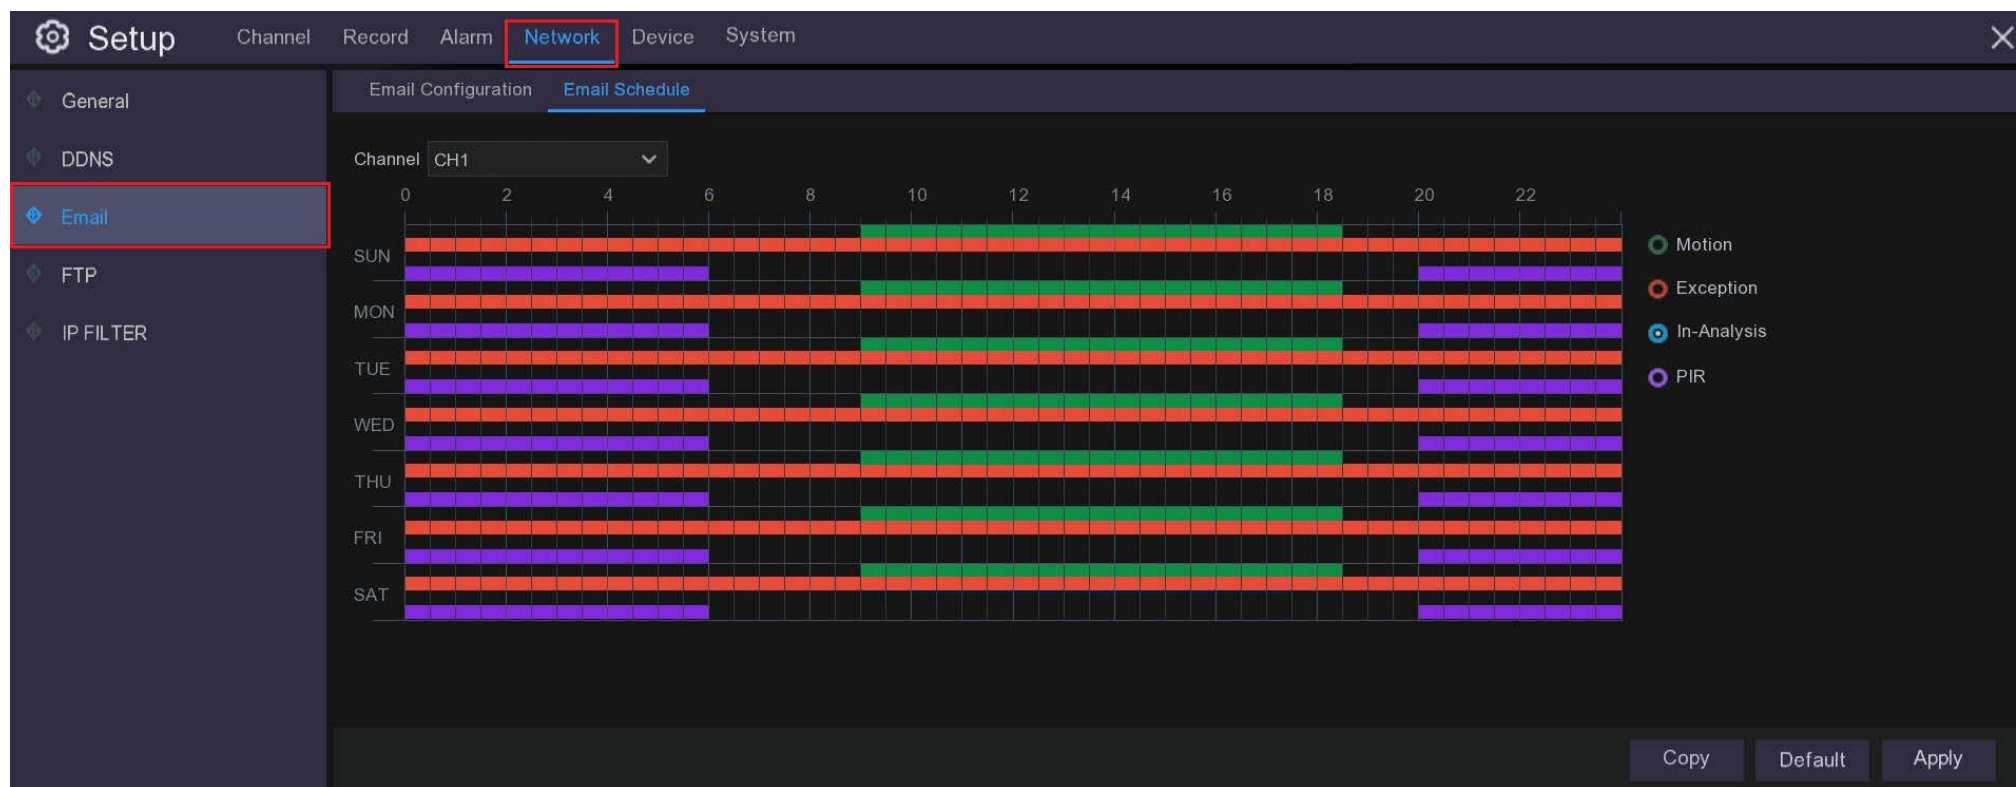 Setup Channel Record Alarm Network Device System
General
DDNS
Email
FTP
IP FILTER
Email Configuration Email Schedule
Channel CH1
0 2 4 6 8 10 12 14 16 18 20 22
SUN
MON
TUE
WED
THU
FRI
SAT
Motion
Exception
In-Analysis
PIR
Copy Default Apply